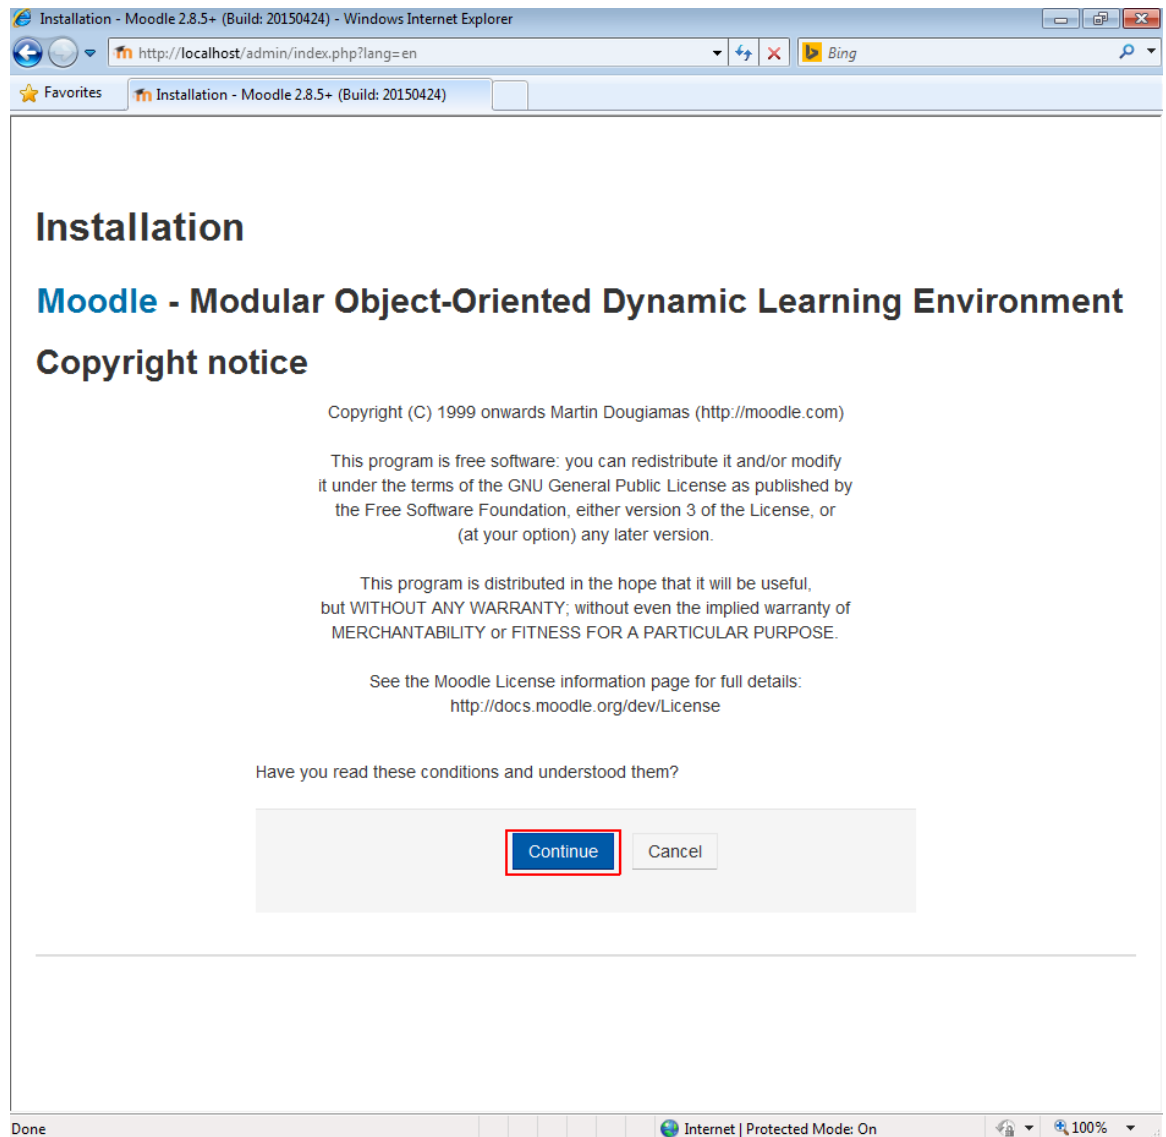 Installation - Moodle 2.8.5+ (Build: 20150424) - Windows Internet Explorer
http://localhost/admin/index.php?lang=en
Bing
Favorites
Installation - Moodle 2.8.5+ (Build: 20150424)
Installation
Moodle - Modular Object-Oriented Dynamic Learning Environment
Copyright notice
Copyright (C) 1999 onwards Martin Dougiamas (http://moodle.com)
This program is free software: you can redistribute it and/or modify
it under the terms of the GNU General Public License as published by
the Free Software Foundation, either version 3 of the License, or
(at your option) any later version.
This program is distributed in the hope that it will be useful,
but WITHOUT ANY WARRANTY; without even the implied warranty of
MERCHANTABILITY or FITNESS FOR A PARTICULAR PURPOSE.
See the Moodle License information page for full details:
http://docs.moodle.org/dev/License
Have you read these conditions and understood them?
Continue
Cancel
Done
Internet | Protected Mode: On
100%